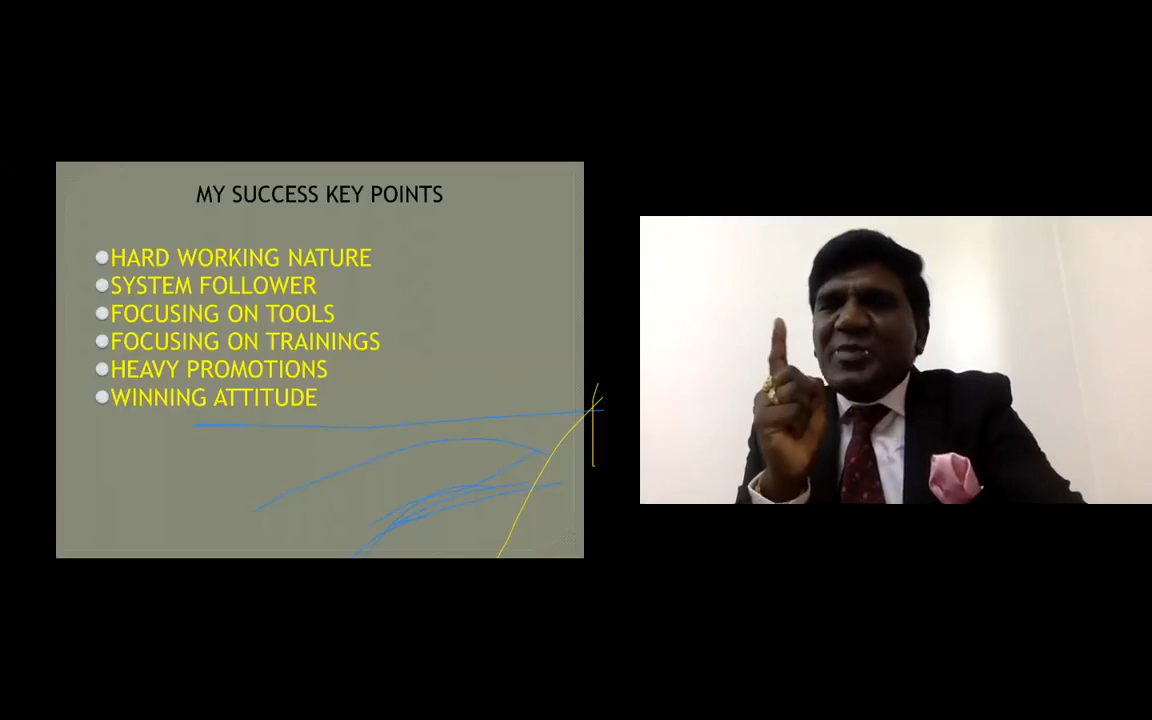 MY SUCCESS KEY POINTS
HARD WORKING NATURE
SYSTEM FOLLOWER
FOCUSING ON TOOLS
FOCUSING ON TRAININGS
HEAVY PROMOTIONS
WINNING ATTITUDE